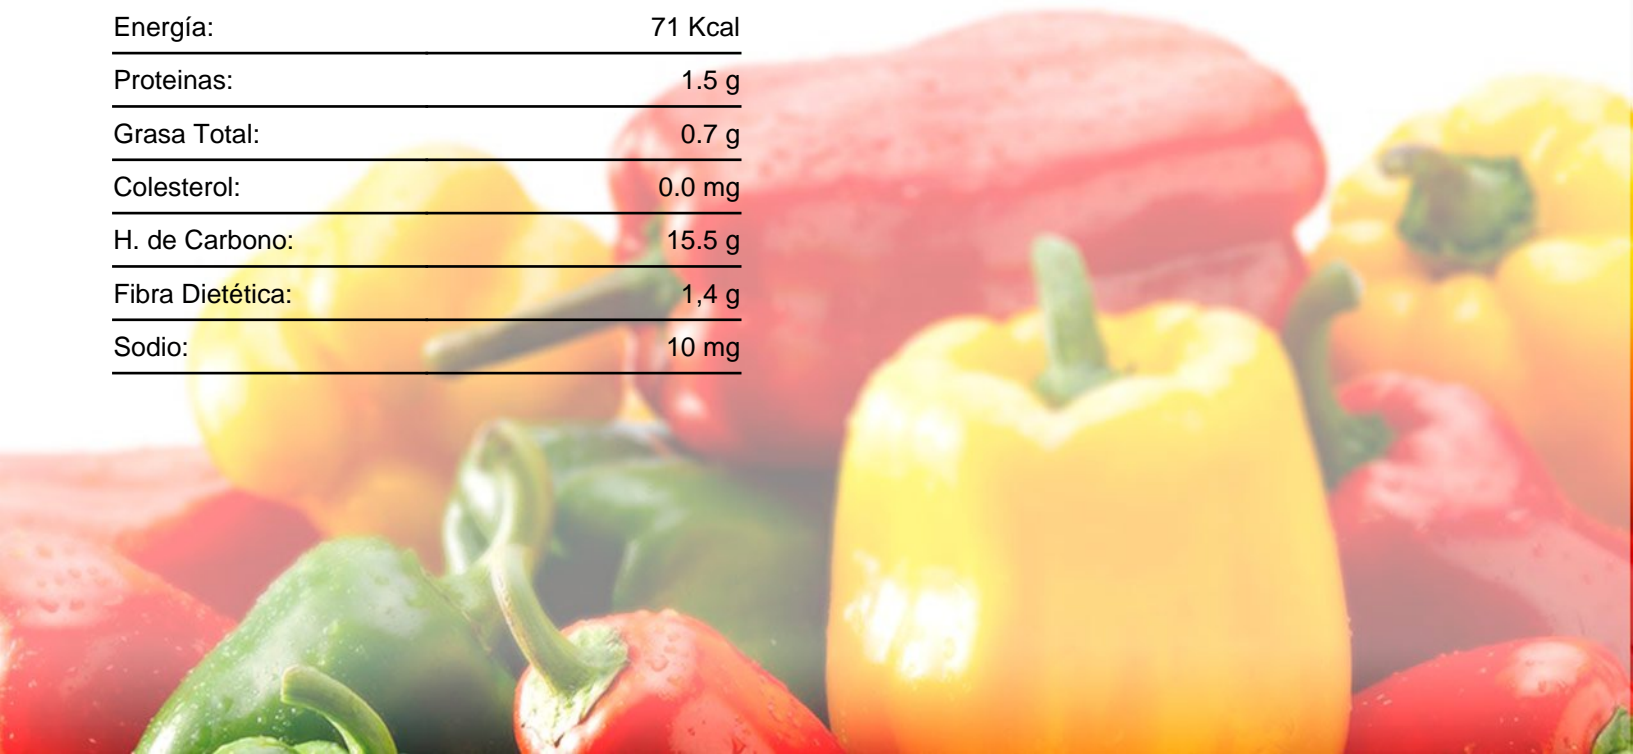 Energía: 71 Kcal
Proteinas: 1.5 g
Grasa Total: 0.7 g
Colesterol: 0.0 mg
H. de Carbono: 15.5 g
Fibra Dietética: 1,4 g
Sodio: 10 mg